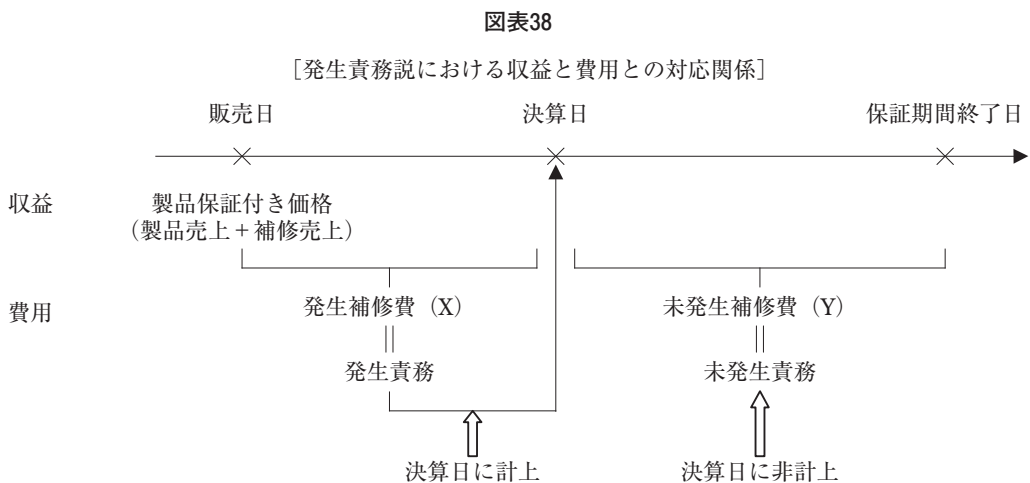 図表38
［発生責務説における収益と費用との対応関係］
販売日 決算日 保証期間終了日
収益 製品保証付き価格
（製品売上＋補修売上）
費用 発生補修費（X） 未発生補修費（Y）
発生責務 未発生責務
決算日に計上 決算日に非計上